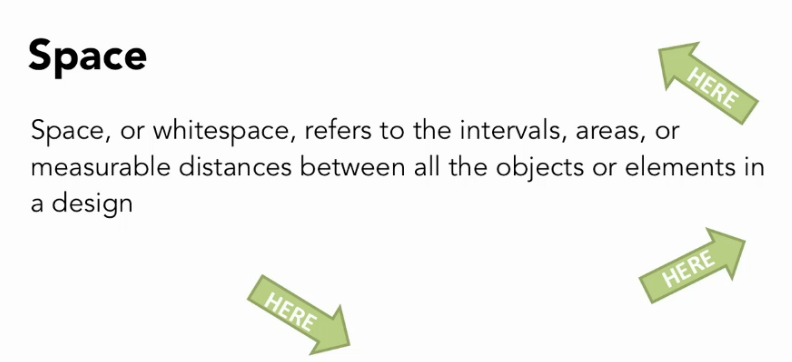 Space
HERE
Space, or whitespace, refers to the intervals, areas, or
measurable distances between all the objects or elements in
a design
HERE
HERE